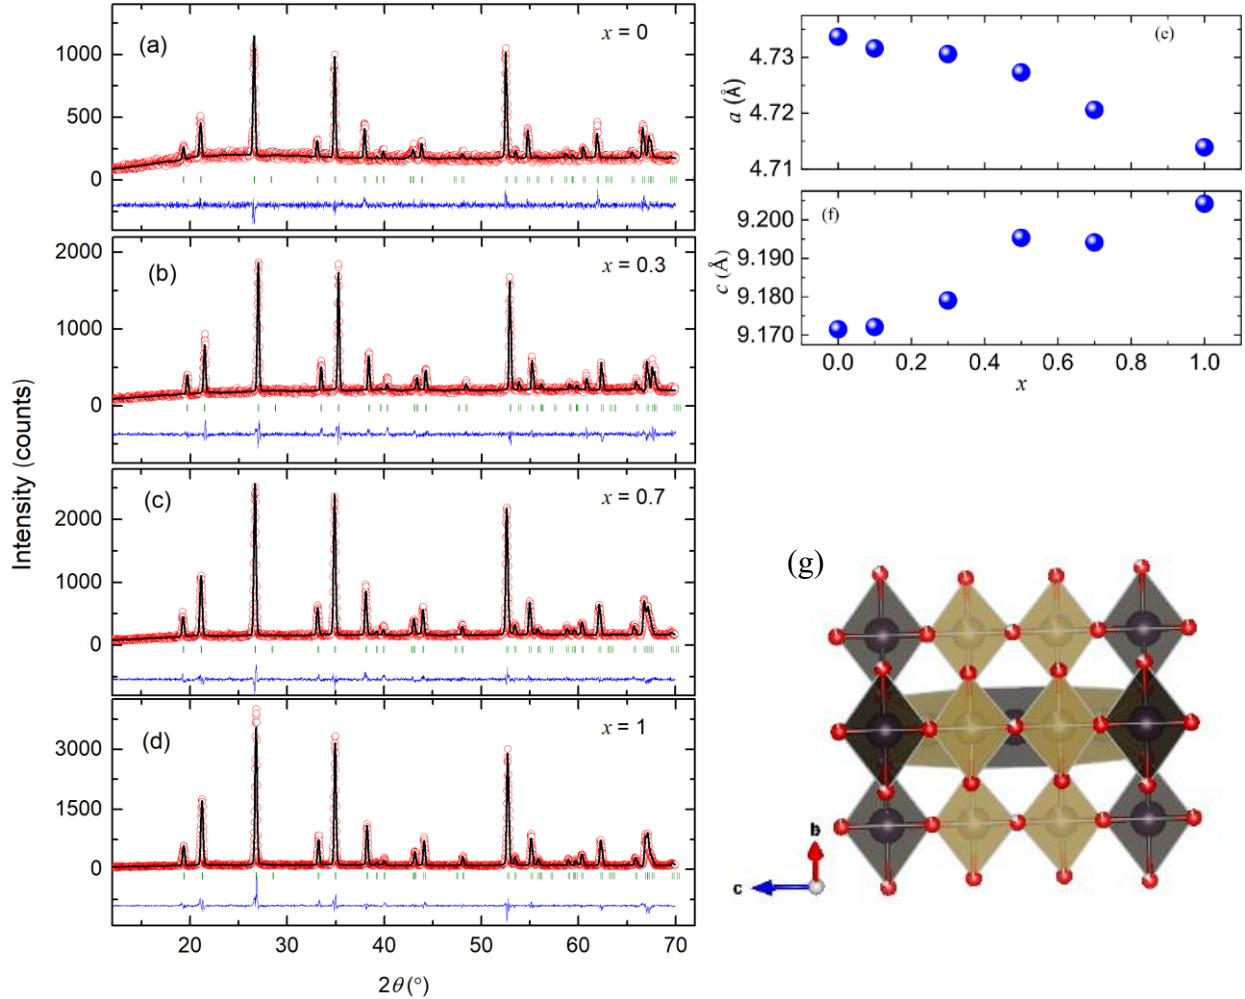 (a)
x = 0
1000
500
0
(b)
x = 0.3
2000
1000
0
(c)
x = 0.7
2000
1000
0
(d)
x = 1
3000
1500
0
20 30 40 50 60 70
2θ (°)
Intensity (counts)
(e)
4.73
4.72
4.71
a (Å)
(f)
9.200
9.190
9.180
9.170
c (Å)
0.0 0.2 0.4 0.6 0.8 1.0
x
(g)
b
c